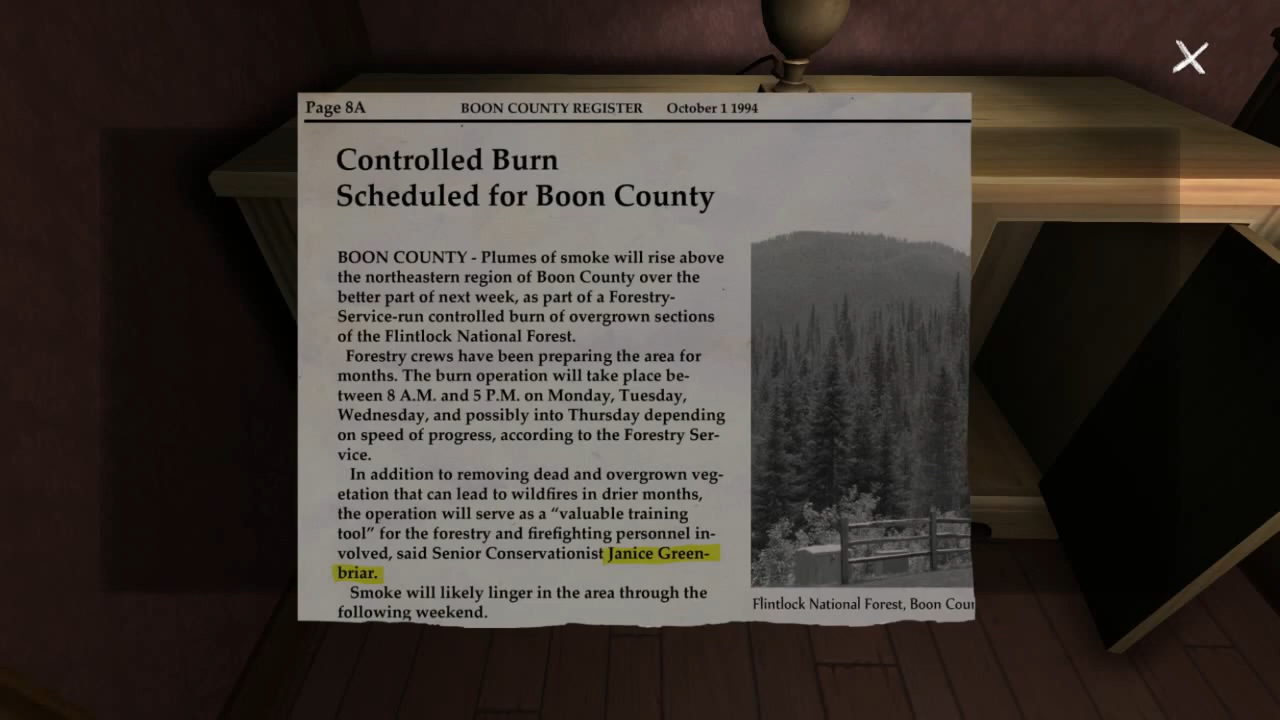 Page 8A BOON COUNTY REGISTER October 1 1994
Controlled Burn
Scheduled for Boon County
BOON COUNTY - Plumes of smoke will rise above
the northeastern region of Boon County over the
better part of next week, as part of a Forestry-
Service-run controlled burn of overgrown sections
of the Flintlock National Forest.
Forestry crews have been preparing the area for
months. The burn operation will take place be-
tween 8 A.M. and 5 P.M. on Monday, Tuesday,
Wednesday, and possibly into Thursday depending
on speed of progress, according to the Forestry Ser-
vice.
In addition to removing dead and overgrown veg-
etation that can lead to wildfires in drier months,
the operation will serve as a “valuable training
tool” for the forestry and firefighting personnel in-
volved, said Senior Conservationist Janice Green-
briar.
Smoke will likely linger in the area through the
following weekend.
Flintlock National Forest, Boon Cour